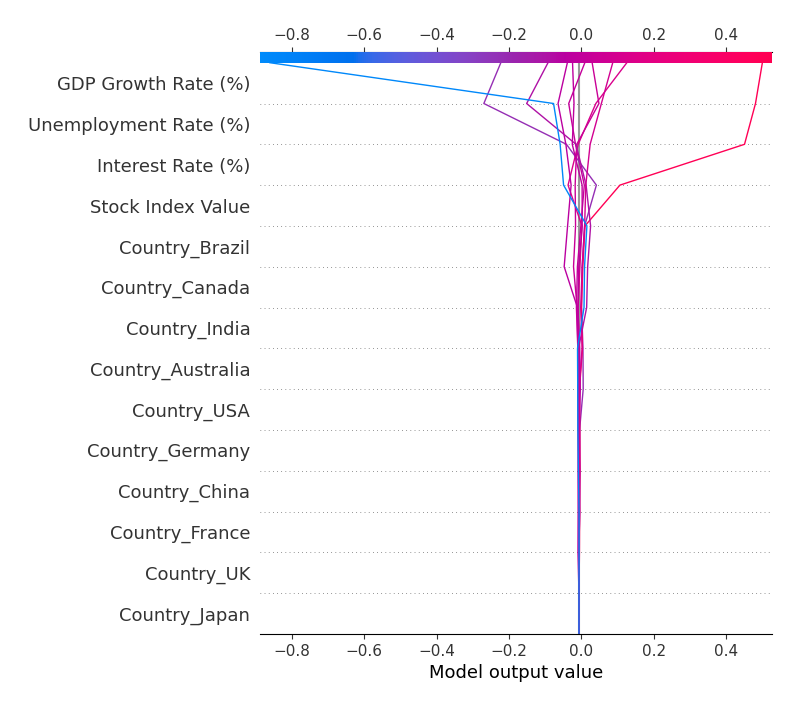 −0.8 −0.6 −0.4 −0.2 0.0 0.2 0.4
GDP Growth Rate (%)
Unemployment Rate (%)
Interest Rate (%)
Stock Index Value
Country_Brazil
Country_Canada
Country_India
Country_Australia
Country_USA
Country_Germany
Country_China
Country_France
Country_UK
Country_Japan
−0.8 −0.6 −0.4 −0.2 0.0 0.2 0.4
Model output value